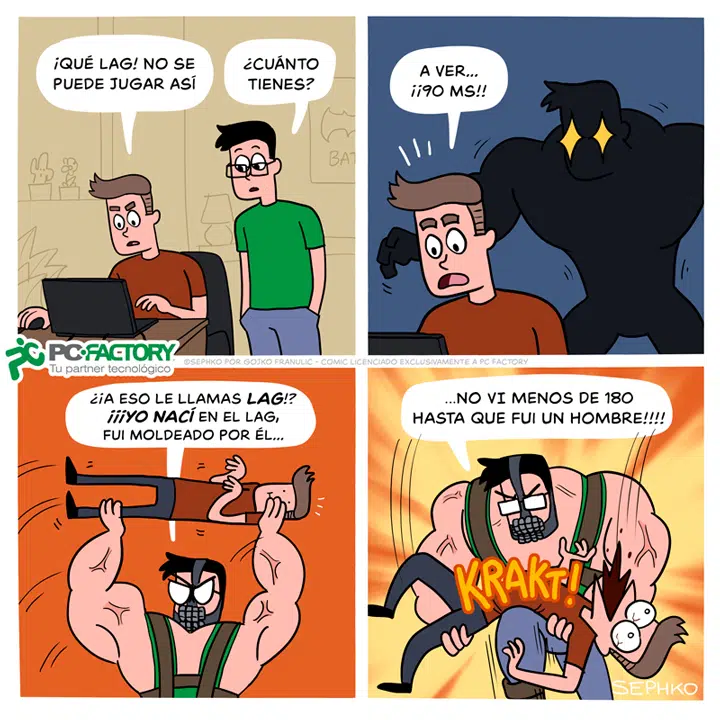 ¡QUÉ LAG! NO SE
PUEDE JUGAR ASÍ
¿CUÁNTO
TIENES?
BAT
A VER...
¡¡90 MS!!
PC FACTORY
Tu partner tecnológico
©SEPHKO POR GOJKO FRANULIC - COMIC LICENCIADO EXCLUSIVAMENTE A PC FACTORY
¿¡A ESO LE LLAMAS LAG!?
¡¡¡YO NACÍ EN EL LAG,
FUI MOLDEADO POR ÉL...
...NO VI MENOS DE 180
HASTA QUE FUI UN HOMBRE!!!!
KRAKT!
SEPHKO